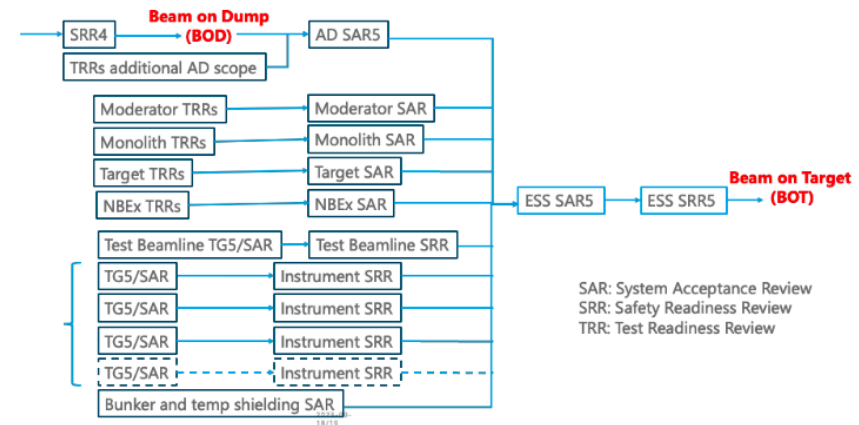 Beam on Dump
(BOD)
SRR4
AD SAR5
TRRs additional AD scope
Moderator TRRs
Moderator SAR
Monolith TRRs
Monolith SAR
Target TRRs
Target SAR
NBEx TRRs
NBEx SAR
ESS SAR5
ESS SRR5
Beam on Target
(BOT)
Test Beamline TG5/SAR
Test Beamline SRR
TG5/SAR
Instrument SRR
TG5/SAR
Instrument SRR
TG5/SAR
Instrument SRR
TG5/SAR
Instrument SRR
Bunker and temp shielding SAR
SAR: System Acceptance Review
SRR: Safety Readiness Review
TRR: Test Readiness Review